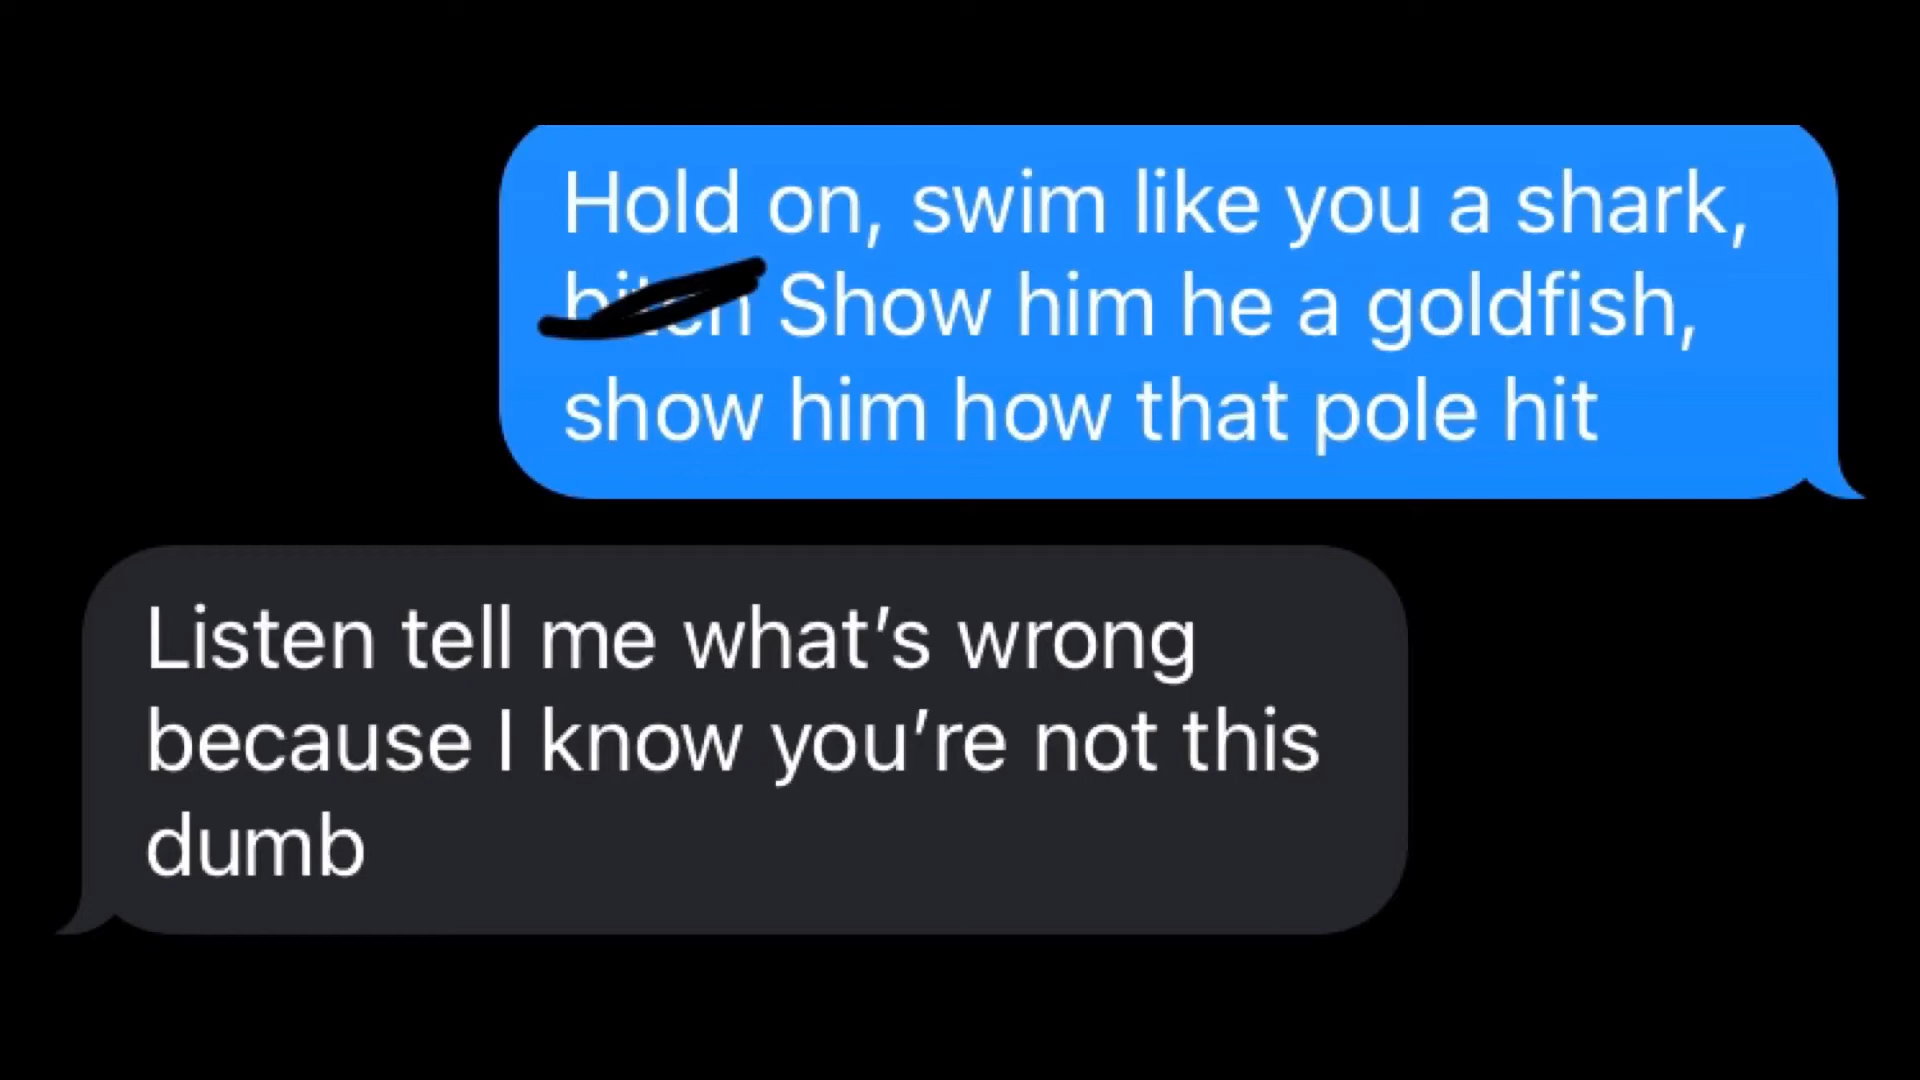 Hold on, swim like you a shark,
bitch Show him he a goldfish,
show him how that pole hit
Listen tell me what’s wrong
because I know you’re not this
dumb